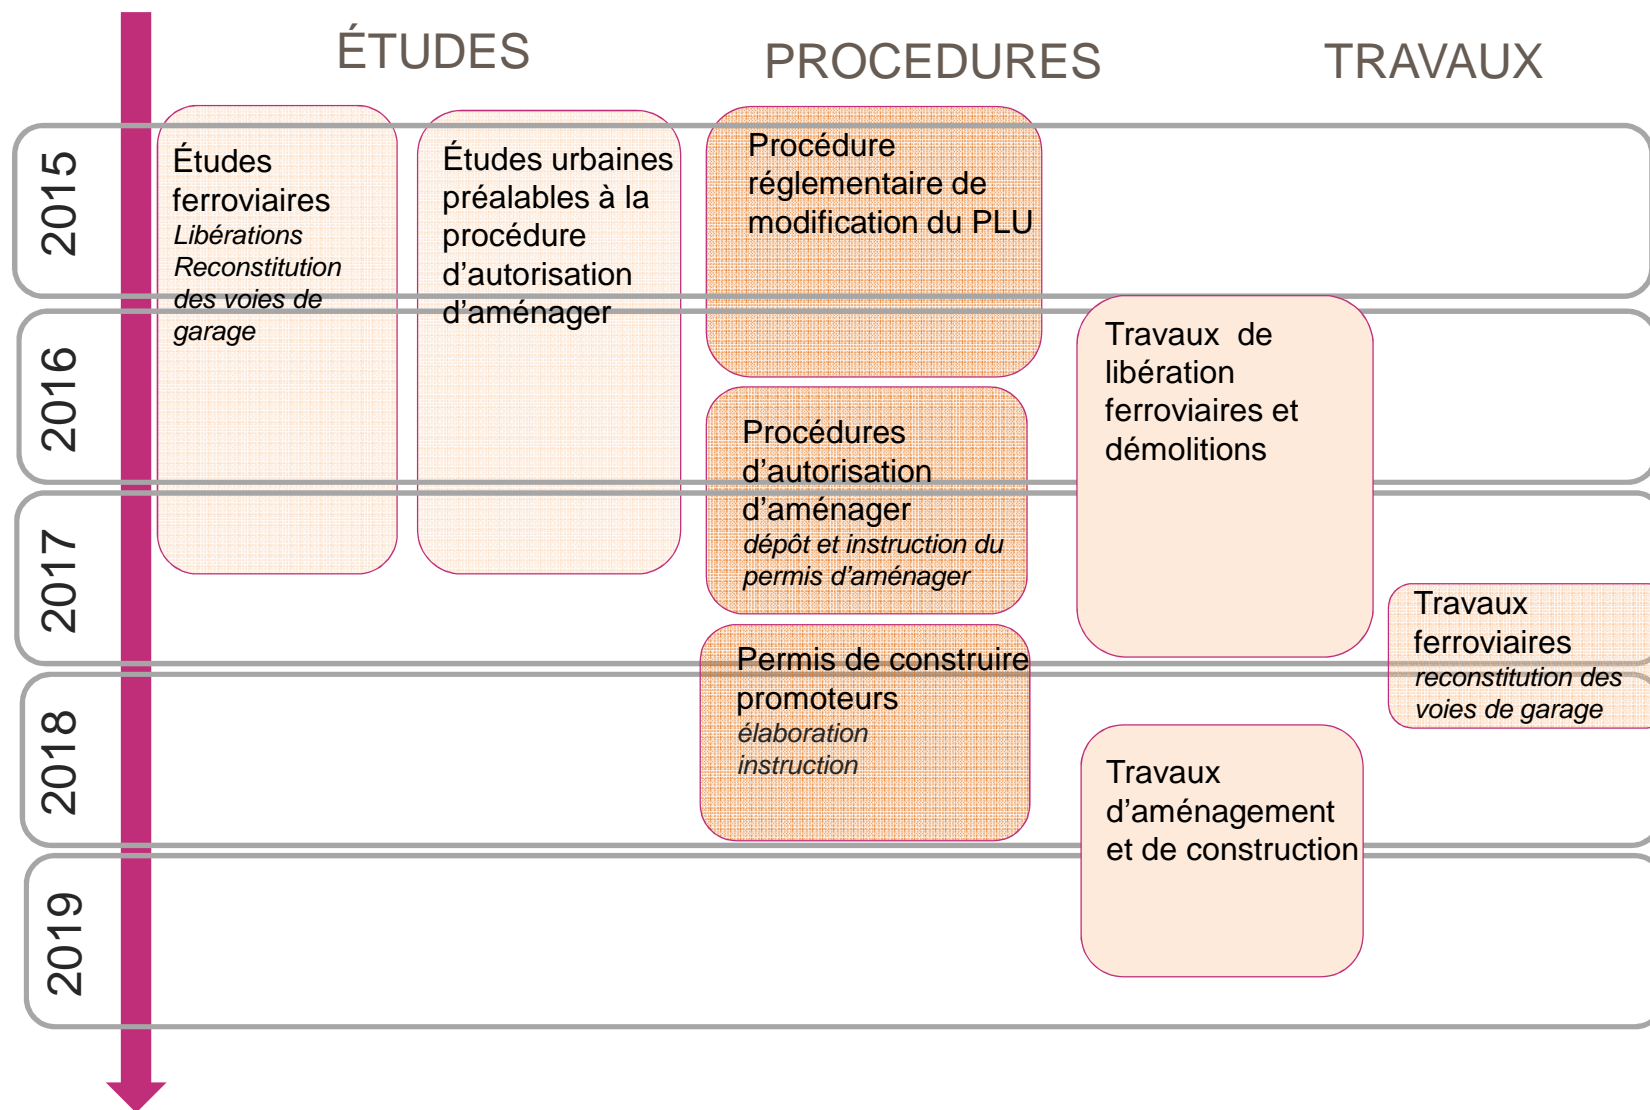 ÉTUDES
PROCEDURES
TRAVAUX
2015
2016
2017
2018
2019
Études
ferroviaires
Libérations
Reconstitution
des voies de
garage
Études urbaines
préalables à la
procédure
d’autorisation
d’aménager
Procédure
réglementaire de
modification du PLU
Procédures
d’autorisation
d’aménager
dépôt et instruction du
permis d’aménager
Permis de construire
promoteurs
élaboration
instruction
Travaux de
libération
ferroviaires et
démolitions
Travaux
d’aménagement
et de construction
Travaux
ferroviaires
reconstitution des
voies de garage